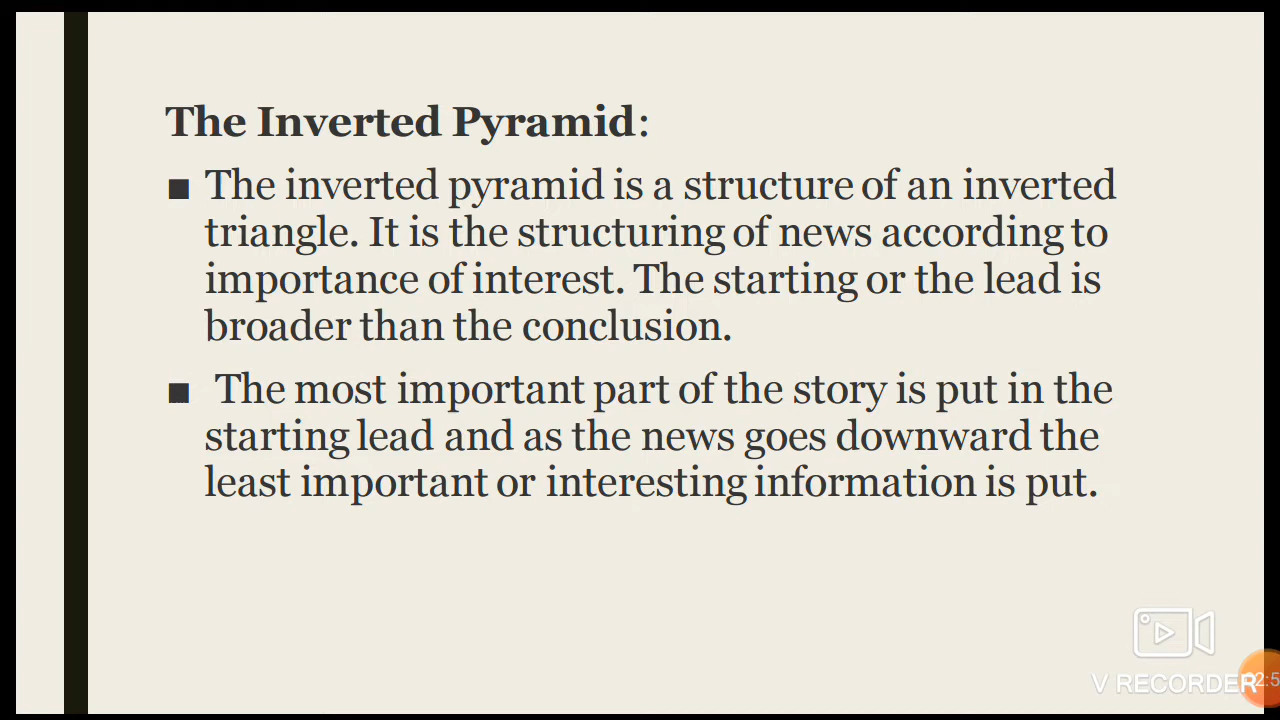 The Inverted Pyramid:
■ The inverted pyramid is a structure of an inverted
triangle. It is the structuring of news according to
importance of interest. The starting or the lead is
broader than the conclusion.
■ The most important part of the story is put in the
starting lead and as the news goes downward the
least important or interesting information is put.
V RECORDER